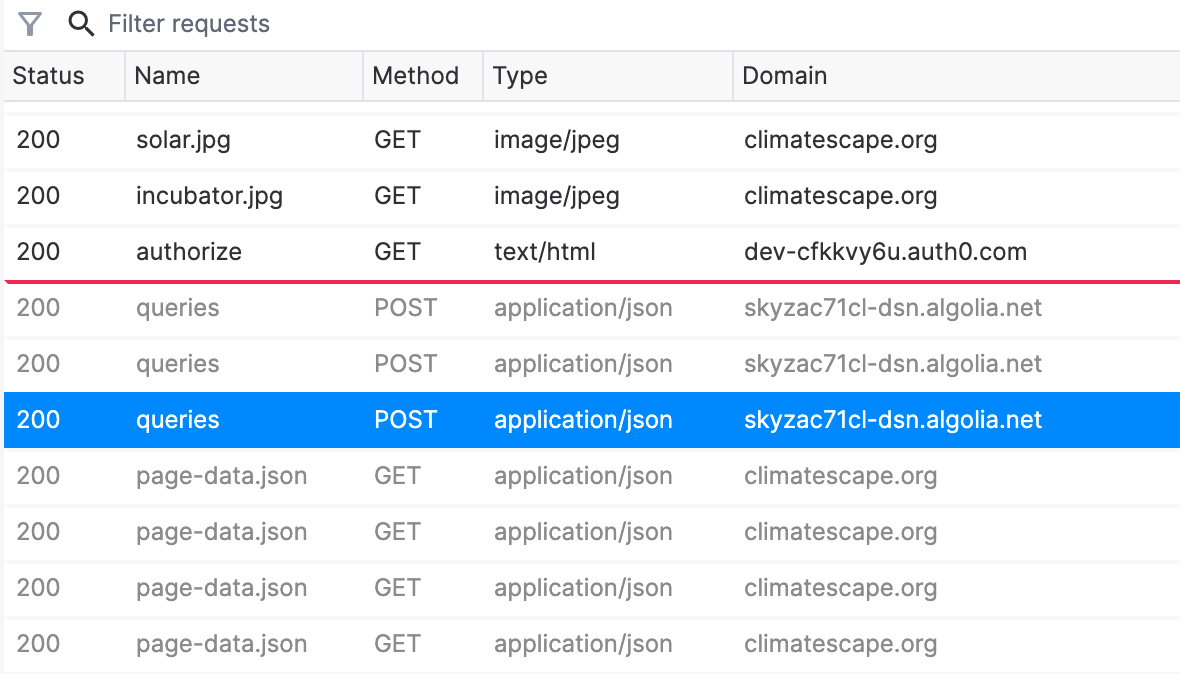 Filter requests
Status Name Method Type Domain
200 solar.jpg GET image/jpeg climatescape.org
200 incubator.jpg GET image/jpeg climatescape.org
200 authorize GET text/html dev-cfkkvy6u.auth0.com
200 queries POST application/json skyzac71cl-dsn.algolia.net
200 queries POST application/json skyzac71cl-dsn.algolia.net
200 queries POST application/json skyzac71cl-dsn.algolia.net
200 page-data.json GET application/json climatescape.org
200 page-data.json GET application/json climatescape.org
200 page-data.json GET application/json climatescape.org
200 page-data.json GET application/json climatescape.org